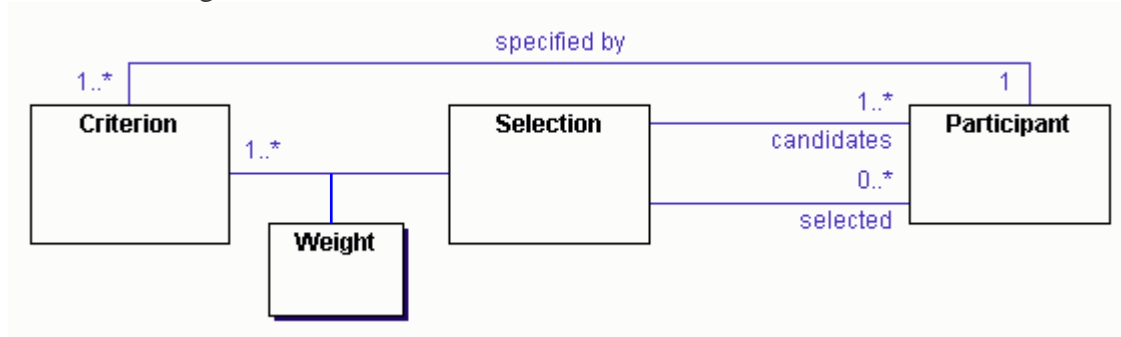 specified by
1..*
1
Criterion
Selection
Participant
1..*
1..*
candidates
0..*
selected
Weight